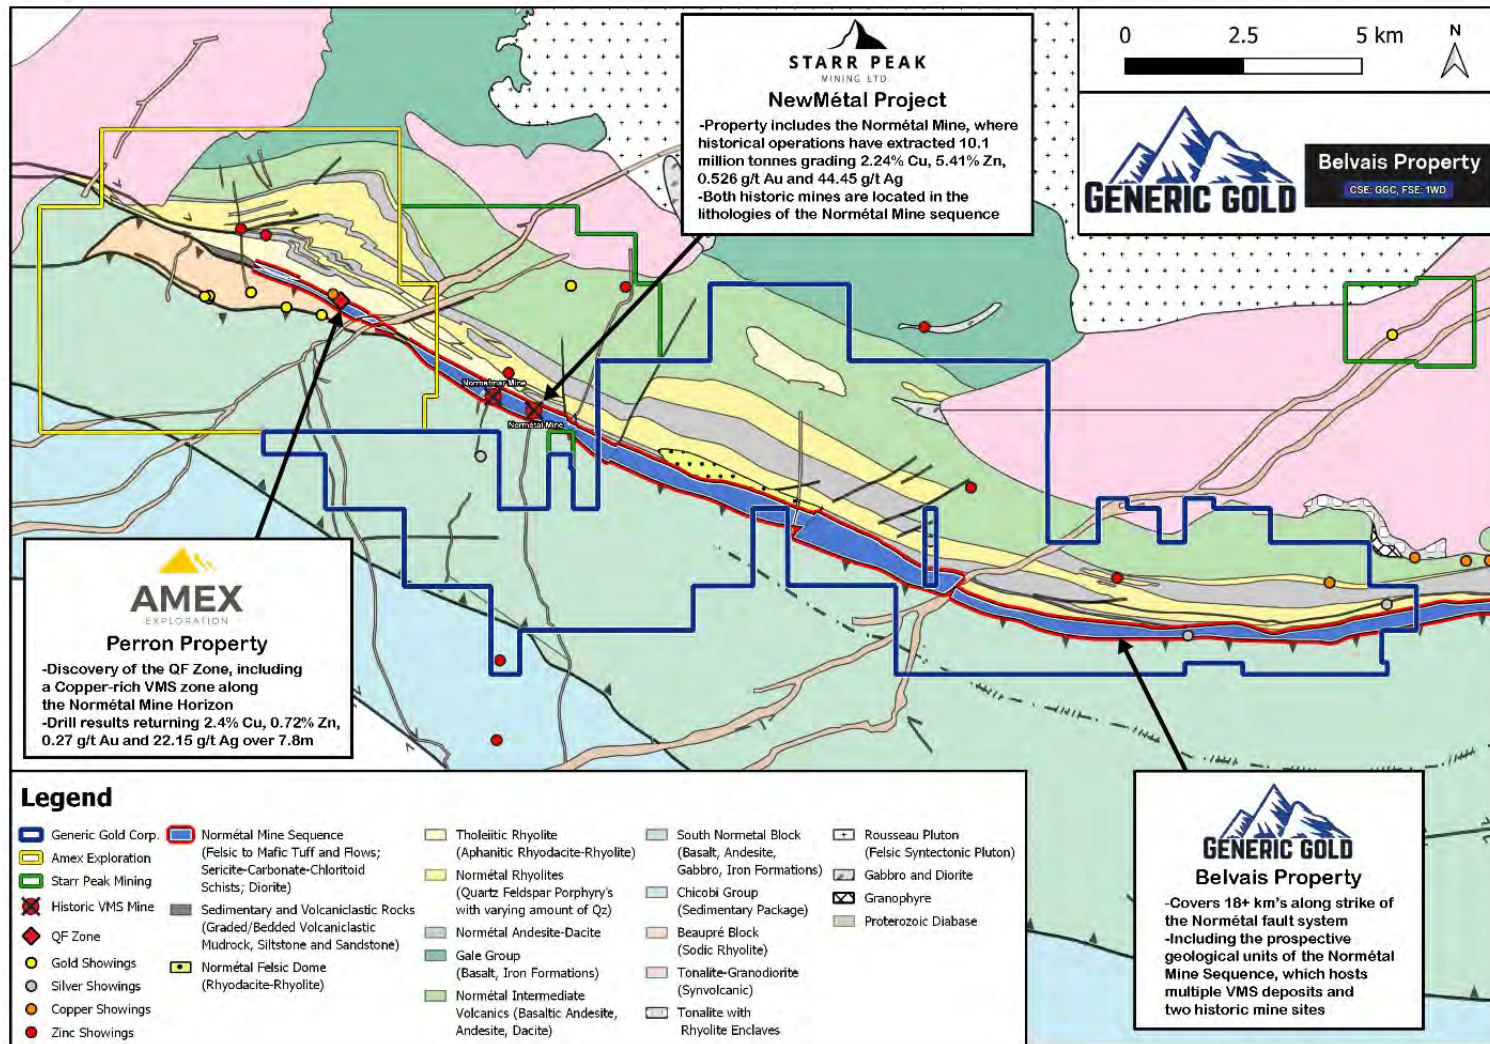 STARR PEAK
MINING LTD.
NewMétal Project
-Property includes the Normétal Mine, where
historical operations have extracted 10.1
million tonnes grading 2.24% Cu, 5.41% Zn,
0.526 g/t Au and 44.45 g/t Ag
-Both historic mines are located in the
lithologies of the Normétal Mine sequence
0 2.5 5 km
N
GENERIC GOLD
Belvais Property
CSE: GGC, FSE: 1WD
Normetmar Mine
Normétal Mine
AMEX
EXPLORATION
Perron Property
-Discovery of the QF Zone, including
a Copper-rich VMS zone along
the Normétal Mine Horizon
-Drill results returning 2.4% Cu, 0.72% Zn,
0.27 g/t Au and 22.15 g/t Ag over 7.8m
GENERIC GOLD
Belvais Property
-Covers 18+ km's along strike of
the Normétal fault system
-Including the prospective
geological units of the Normétal
Mine Sequence, which hosts
multiple VMS deposits and
two historic mine sites
Legend
Generic Gold Corp.
Amex Exploration
Starr Peak Mining
Historic VMS Mine
QF Zone
Gold Showings
Silver Showings
Copper Showings
Zinc Showings
Normétal Mine Sequence
(Felsic to Mafic Tuff and Flows;
Sericite-Carbonate-Chloritoid
Schists; Diorite)
Sedimentary and Volcaniclastic Rocks
(Graded/Bedded Volcaniclastic
Mudrock, Siltstone and Sandstone)
Normétal Felsic Dome
(Rhyodacite-Rhyolite)
Tholeiitic Rhyolite
(Aphanitic Rhyodacite-Rhyolite)
Normétal Rhyolites
(Quartz Feldspar Porphyry's
with varying amount of Qz)
Normétal Andesite-Dacite
Gale Group
(Basalt, Iron Formations)
Normétal Intermediate
Volcanics (Basaltic Andesite,
Andesite, Dacite)
South Normetal Block
(Basalt, Andesite,
Gabbro, Iron Formations)
Chicobi Group
(Sedimentary Package)
Beaupré Block
(Sodic Rhyolite)
Tonalite-Granodiorite
(Synvolcanic)
Tonalite with
Rhyolite Enclaves
Rousseau Pluton
(Felsic Syntectonic Pluton)
Gabbro and Diorite
Granophyre
Proterozoic Diabase